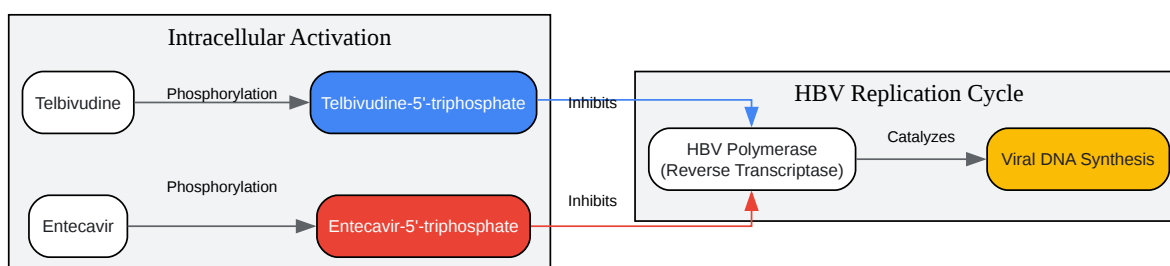 Intracellular Activation
Telbivudine
Phosphorylation
Telbivudine-5'-triphosphate
Inhibits
Entecavir
Phosphorylation
Entecavir-5'-triphosphate
Inhibits
HBV Replication Cycle
HBV Polymerase
(Reverse Transcriptase)
Catalyzes
Viral DNA Synthesis